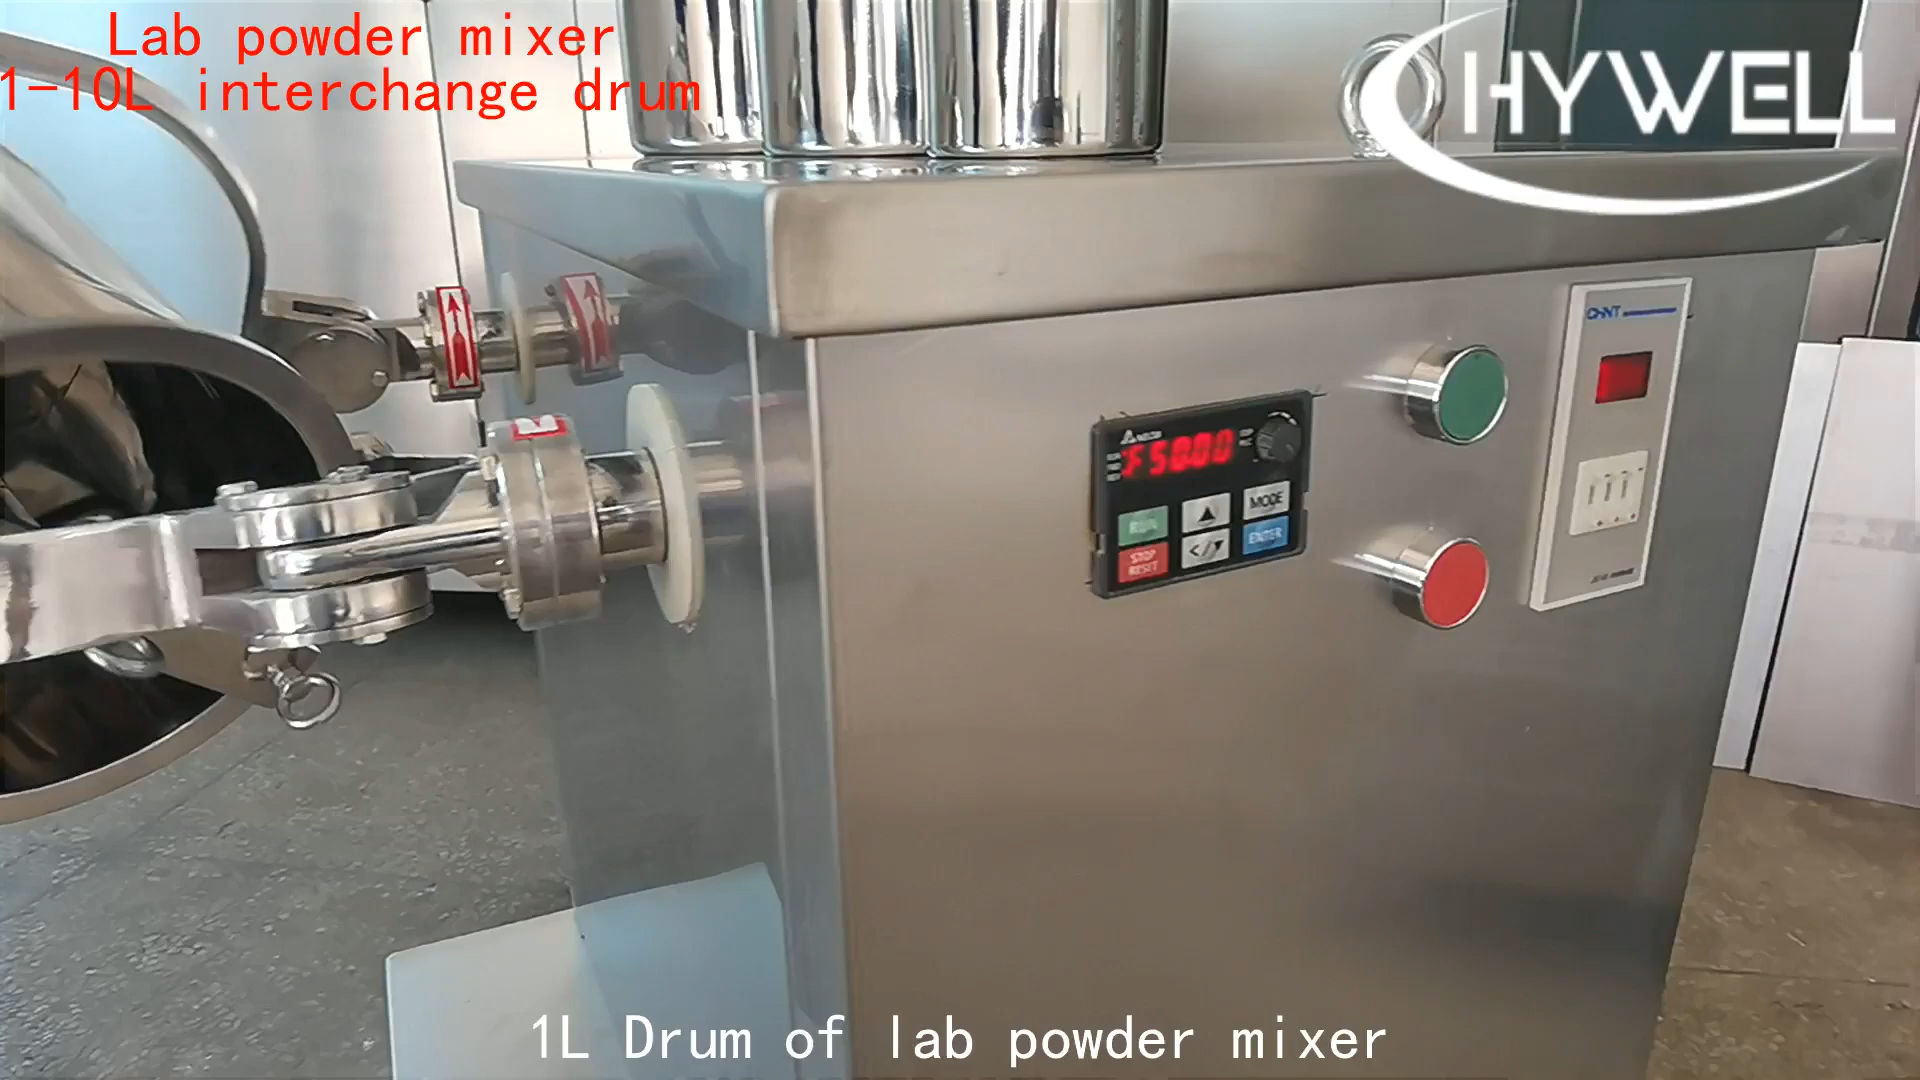 Lab powder mixer
1-10L interchange drum
HYWELL
CHNT
F50.00
RUN
MODE
STOP
RESET
ENTER
1L Drum of lab powder mixer